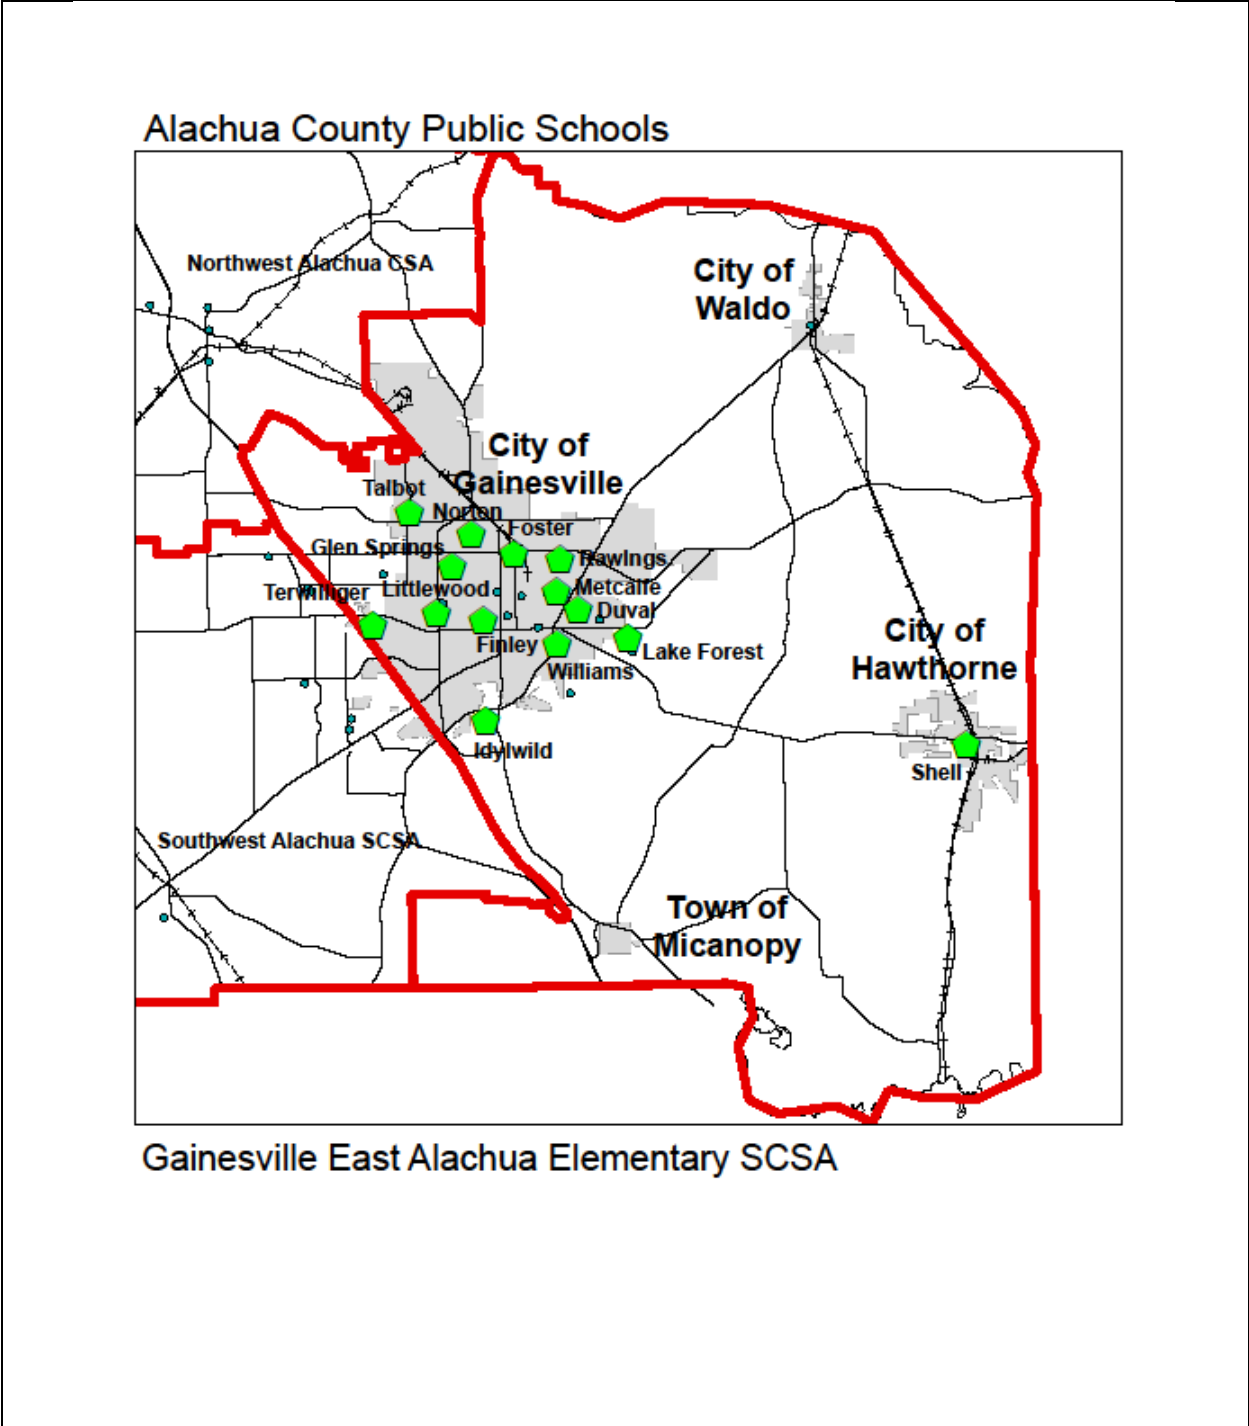 Alachua County Public Schools
Northwest Alachua CSA
City of
Waldo
City of
Gainesville
Talbot
Norton
Foster
Glen Springs
Rawlngs
Terwilliger
Littlewood
Metcalfe
Duval
Finley
Lake Forest
Williams
City of
Hawthorne
Idylwild
Shell
Southwest Alachua SCSA
Town of
Micanopy
Gainesville East Alachua Elementary SCSA